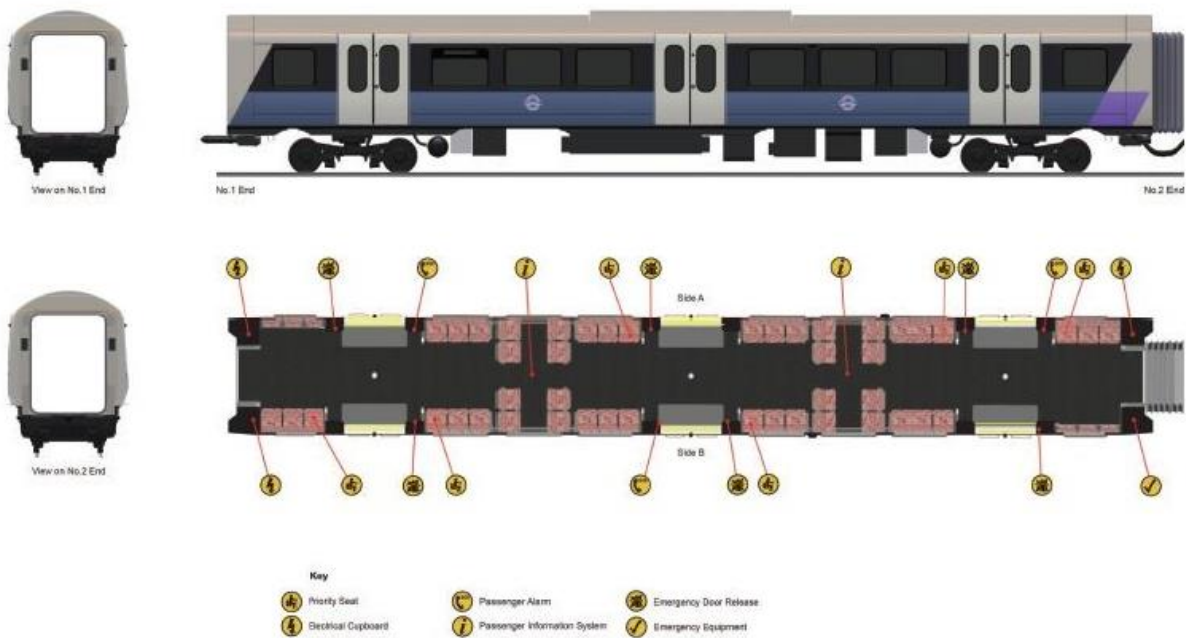 View on No.1 End
No.1 End
No.2 End
Side A
View on No.2 End
Side B
Key
Priority Seat
Passenger Alarm
Emergency Door Release
Electrical Cupboard
Passenger Information System
Emergency Equipment